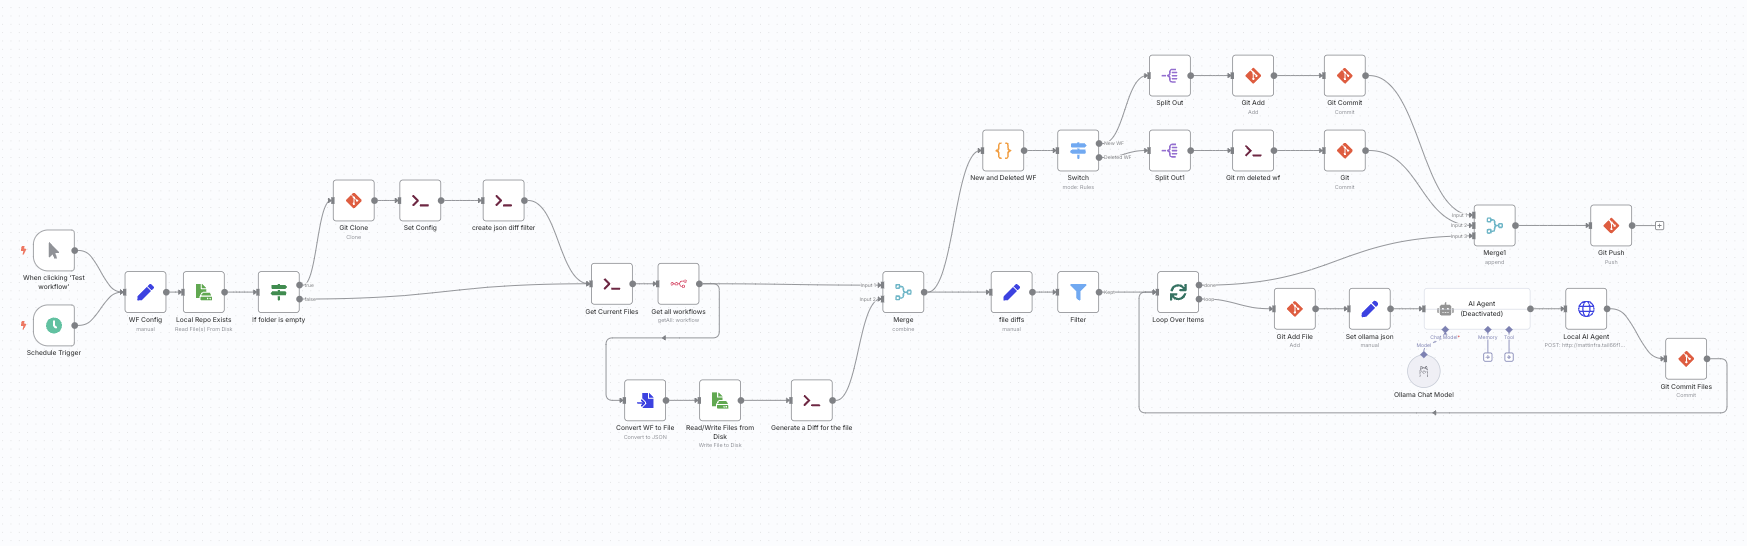 Split Out
Git Add
Add
Git Commit
Commit
New and Deleted WF
New WF
Deleted WF
Switch
mode: Rules
Split Out1
Git rm deleted wf
Git
Commit
Git Clone
Clone
Set Config
create json diff filter
Input 1
Input 2
Input 3
Merge1
append
Git Push
Push
When clicking 'Test
workflow'
WF Config
manual
Local Repo Exists
Read File(s) From Disk
true
false
If folder is empty
Get Current Files
Get all workflows
getAll: workflow
Input 1
Input 2
Merge
combine
file diffs
manual
Kept
Filter
done
loop
Loop Over Items
Schedule Trigger
Git Add File
Add
Set ollama json
manual
AI Agent
(Deactivated)
Chat Model*
Memory
Tool
Model
Ollama Chat Model
Local AI Agent
Git Commit Files
Commit
Convert WF to File
Convert to JSON
Read/Write Files from
Disk
Write File to Disk
Generate a Diff for the file